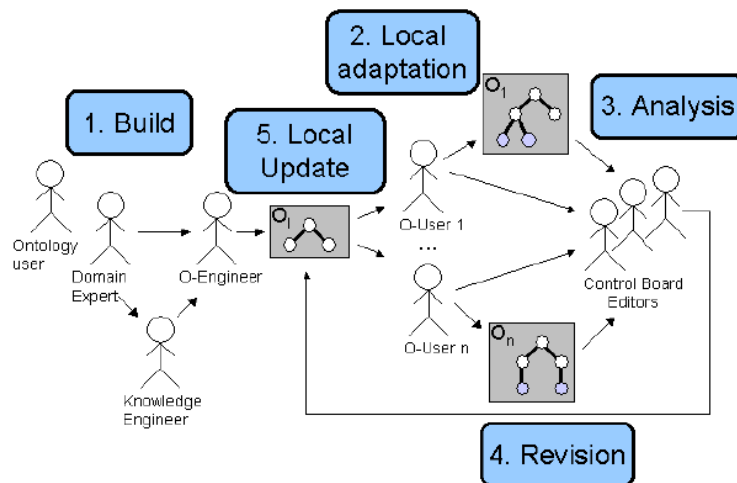 2. Local
adaptation
O1
3. Analysis
1. Build
5. Local
Update
OI
O-User 1
...
Ontology
user
Domain
Expert
O-Engineer
Control Board
Editors
O-User n
On
Knowledge
Engineer
4. Revision